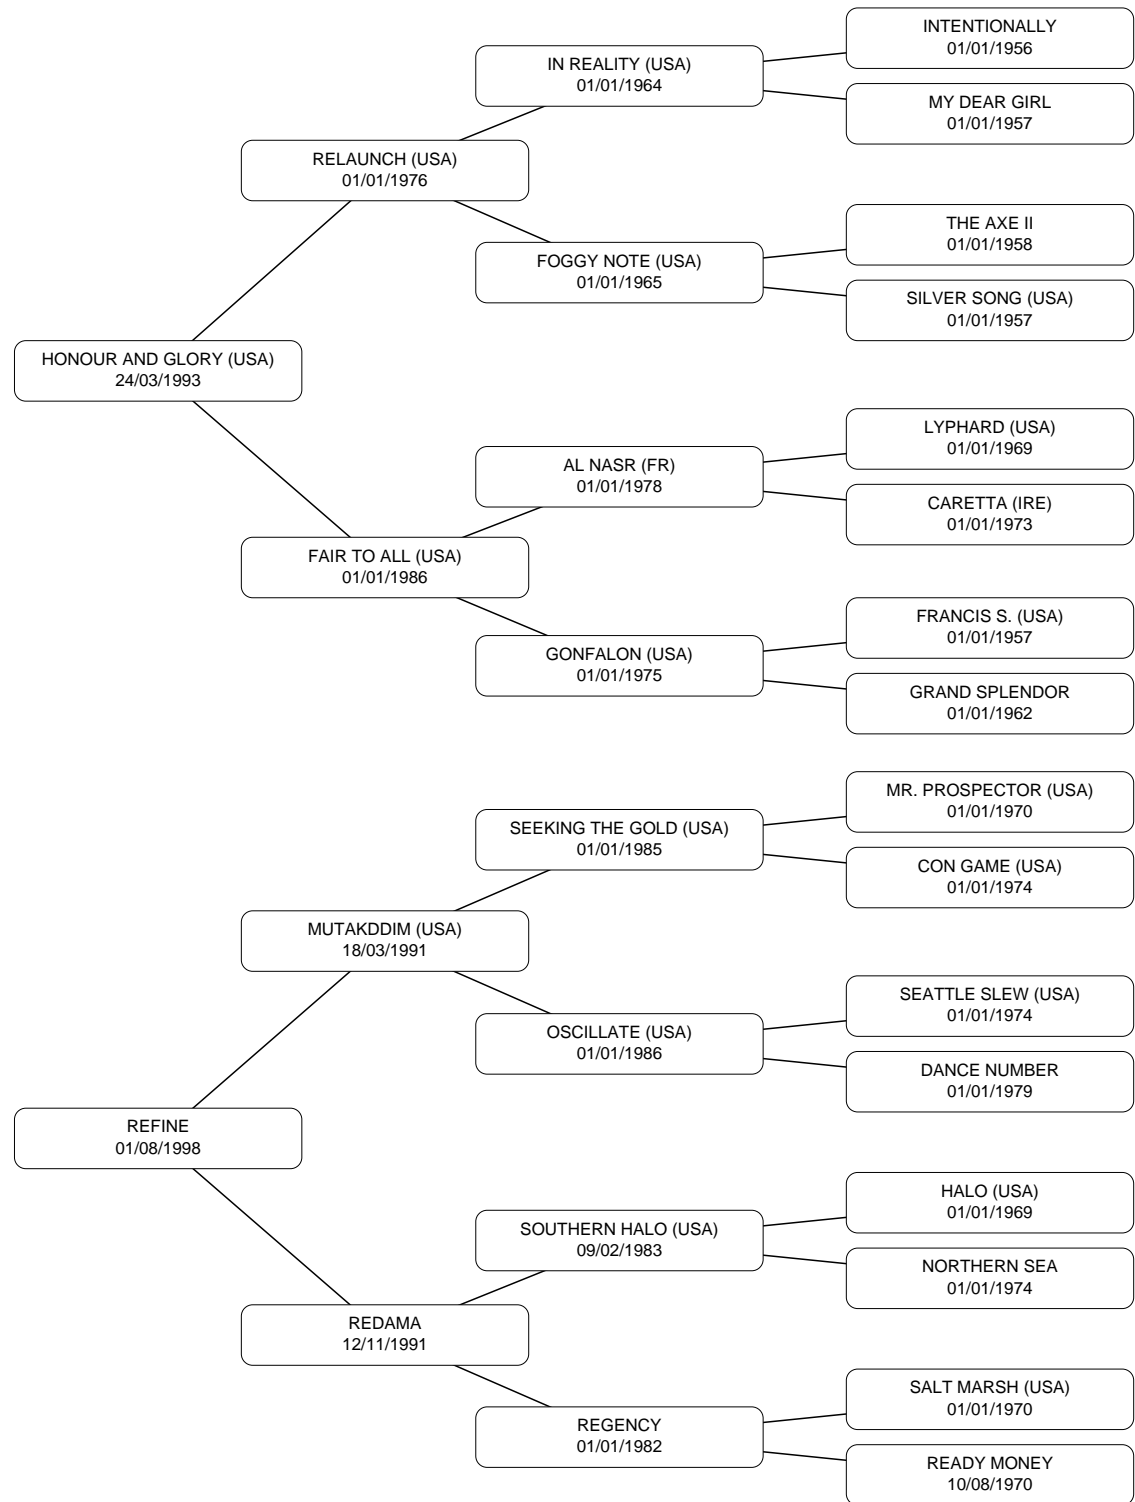 INTENTIONALLY
01/01/1956
IN REALITY (USA)
01/01/1964
MY DEAR GIRL
01/01/1957
RELAUNCH (USA)
01/01/1976
THE AXE II
01/01/1958
FOGGY NOTE (USA)
01/01/1965
SILVER SONG (USA)
01/01/1957
HONOUR AND GLORY (USA)
24/03/1993
LYPHARD (USA)
01/01/1969
AL NASR (FR)
01/01/1978
CARETTA (IRE)
01/01/1973
FAIR TO ALL (USA)
01/01/1986
FRANCIS S. (USA)
01/01/1957
GONFALON (USA)
01/01/1975
GRAND SPLENDOR
01/01/1962
MR. PROSPECTOR (USA)
01/01/1970
SEEKING THE GOLD (USA)
01/01/1985
CON GAME (USA)
01/01/1974
MUTAKDDIM (USA)
18/03/1991
SEATTLE SLEW (USA)
01/01/1974
OSCILLATE (USA)
01/01/1986
DANCE NUMBER
01/01/1979
REFINE
01/08/1998
HALO (USA)
01/01/1969
SOUTHERN HALO (USA)
09/02/1983
NORTHERN SEA
01/01/1974
REDAMA
12/11/1991
SALT MARSH (USA)
01/01/1970
REGENCY
01/01/1982
READY MONEY
10/08/1970